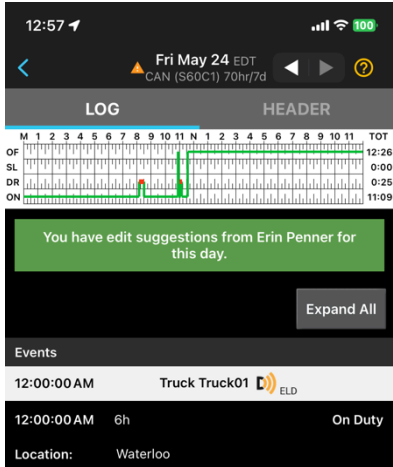 12:57
100
Fri May 24 EDT
CAN (S60C1) 70hr/7d
LOG HEADER
M 1 2 3 4 5 6 7 8 9 10 11 N 1 2 3 4 5 6 7 8 9 10 11 TOT
OF 12:26
SL 0:00
DR 0:25
ON 11:09
You have edit suggestions from Erin Penner for
this day.
Expand All
Events
12:00:00 AM Truck Truck01 ELD
12:00:00 AM 6h On Duty
Location: Waterloo